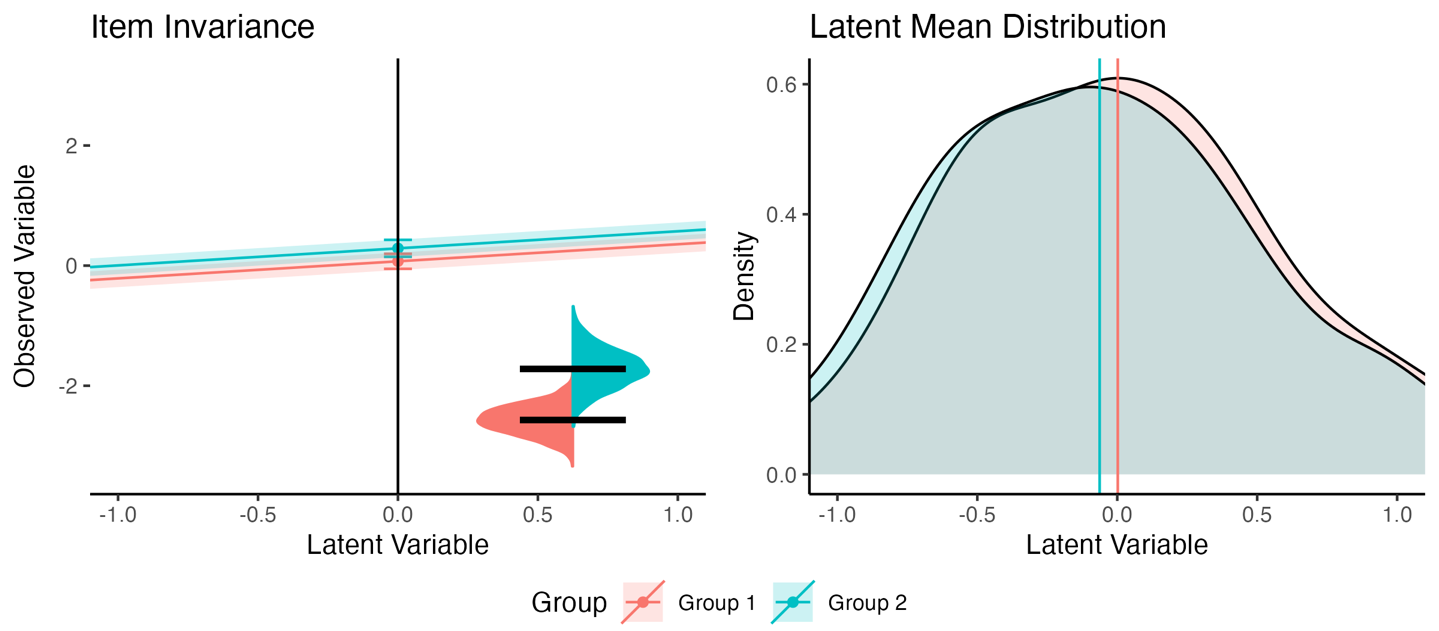 Item Invariance
Observed Variable
2
0
-2
-1.0
-0.5
0.0
0.5
1.0
Latent Variable
Latent Mean Distribution
Density
0.6
0.4
0.2
0.0
-1.0
-0.5
0.0
0.5
1.0
Latent Variable
Group
Group 1
Group 2